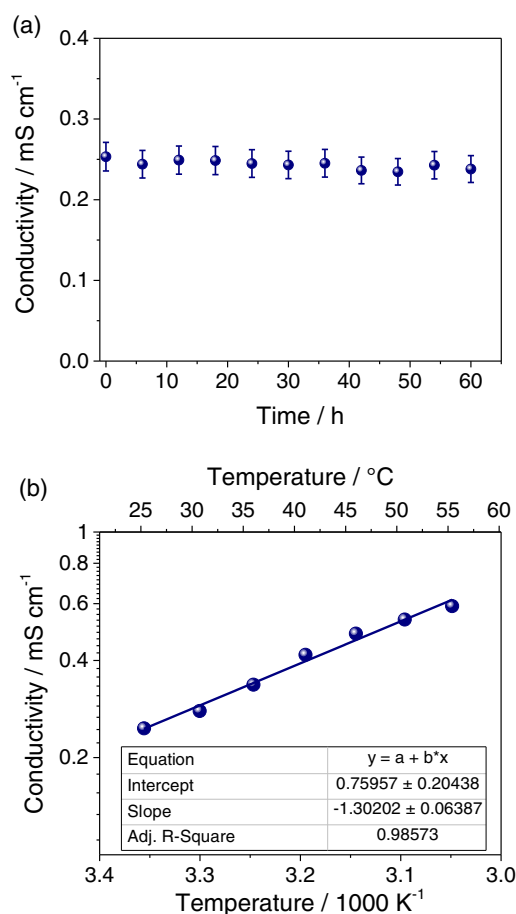 (a)
0.4
0.3
0.2
0.1
0.0
Conductivity / mS cm⁻¹
0 10 20 30 40 50 60
Time / h
(b)
Temperature / °C
25 30 35 40 45 50 55 60
1
0.8
0.6
0.4
0.2
Conductivity / mS cm⁻¹
Equation y = a + b*x
Intercept 0.75957 ± 0.20438
Slope -1.30202 ± 0.06387
Adj. R-Square 0.98573
3.4 3.3 3.2 3.1 3.0
Temperature / 1000 K⁻¹